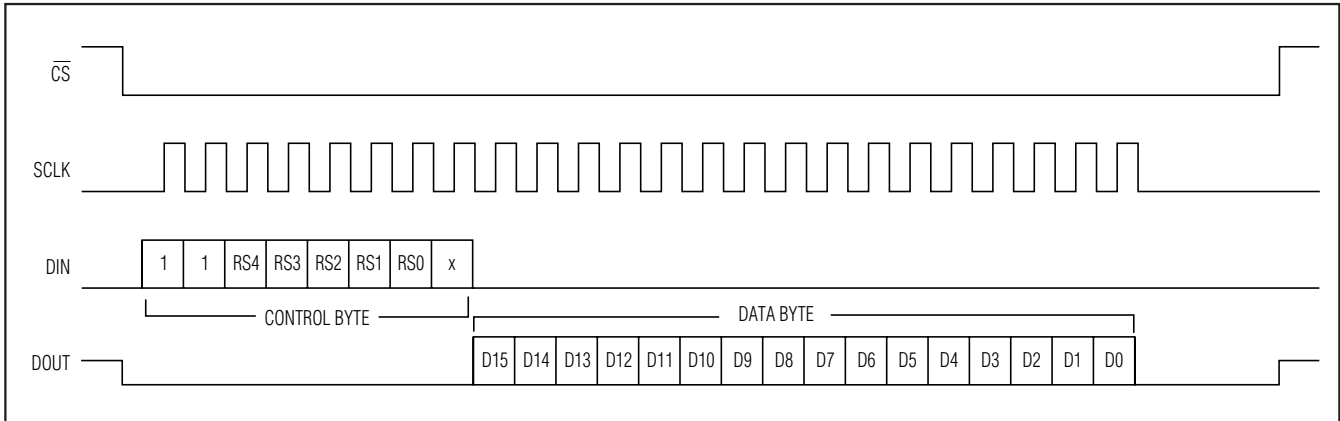 CS
SCLK
DIN
1 1 RS4 RS3 RS2 RS1 RS0 x
CONTROL BYTE
DATA BYTE
DOUT
D15 D14 D13 D12 D11 D10 D9 D8 D7 D6 D5 D4 D3 D2 D1 D0